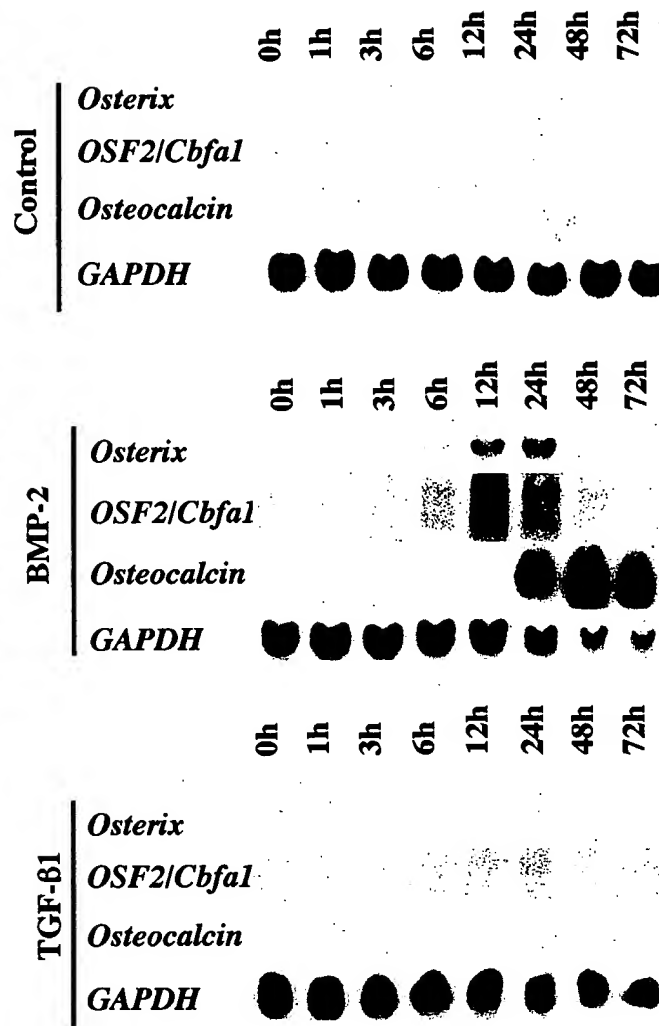 0h 1h 3h 6h 12h 24h 48h 72h
Control
Osterix
OSF2/Cbfa1
Osteocalcin
GAPDH
0h 1h 3h 6h 12h 24h 48h 72h
BMP-2
Osterix
OSF2/Cbfa1
Osteocalcin
GAPDH
0h 1h 3h 6h 12h 24h 48h 72h
TGF-β1
Osterix
OSF2/Cbfa1
Osteocalcin
GAPDH